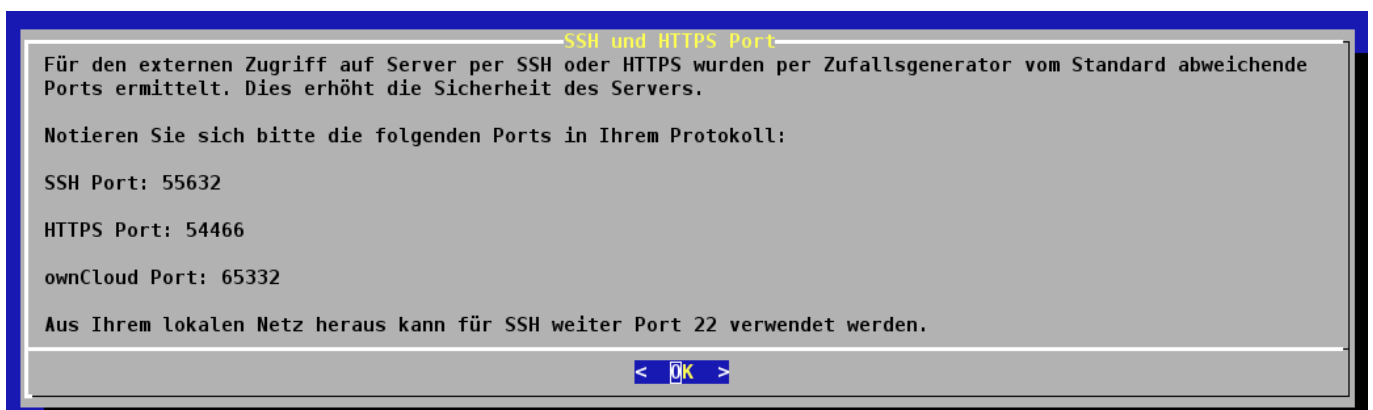 SSH und HTTPS Port
Für den externen Zugriff auf Server per SSH oder HTTPS wurden per Zufallsgenerator vom Standard abweichende
Ports ermittelt. Dies erhöht die Sicherheit des Servers.
Notieren Sie sich bitte die folgenden Ports in Ihrem Protokoll:
SSH Port: 55632
HTTPS Port: 54466
ownCloud Port: 65332
Aus Ihrem lokalen Netz heraus kann für SSH weiter Port 22 verwendet werden.
< OK >